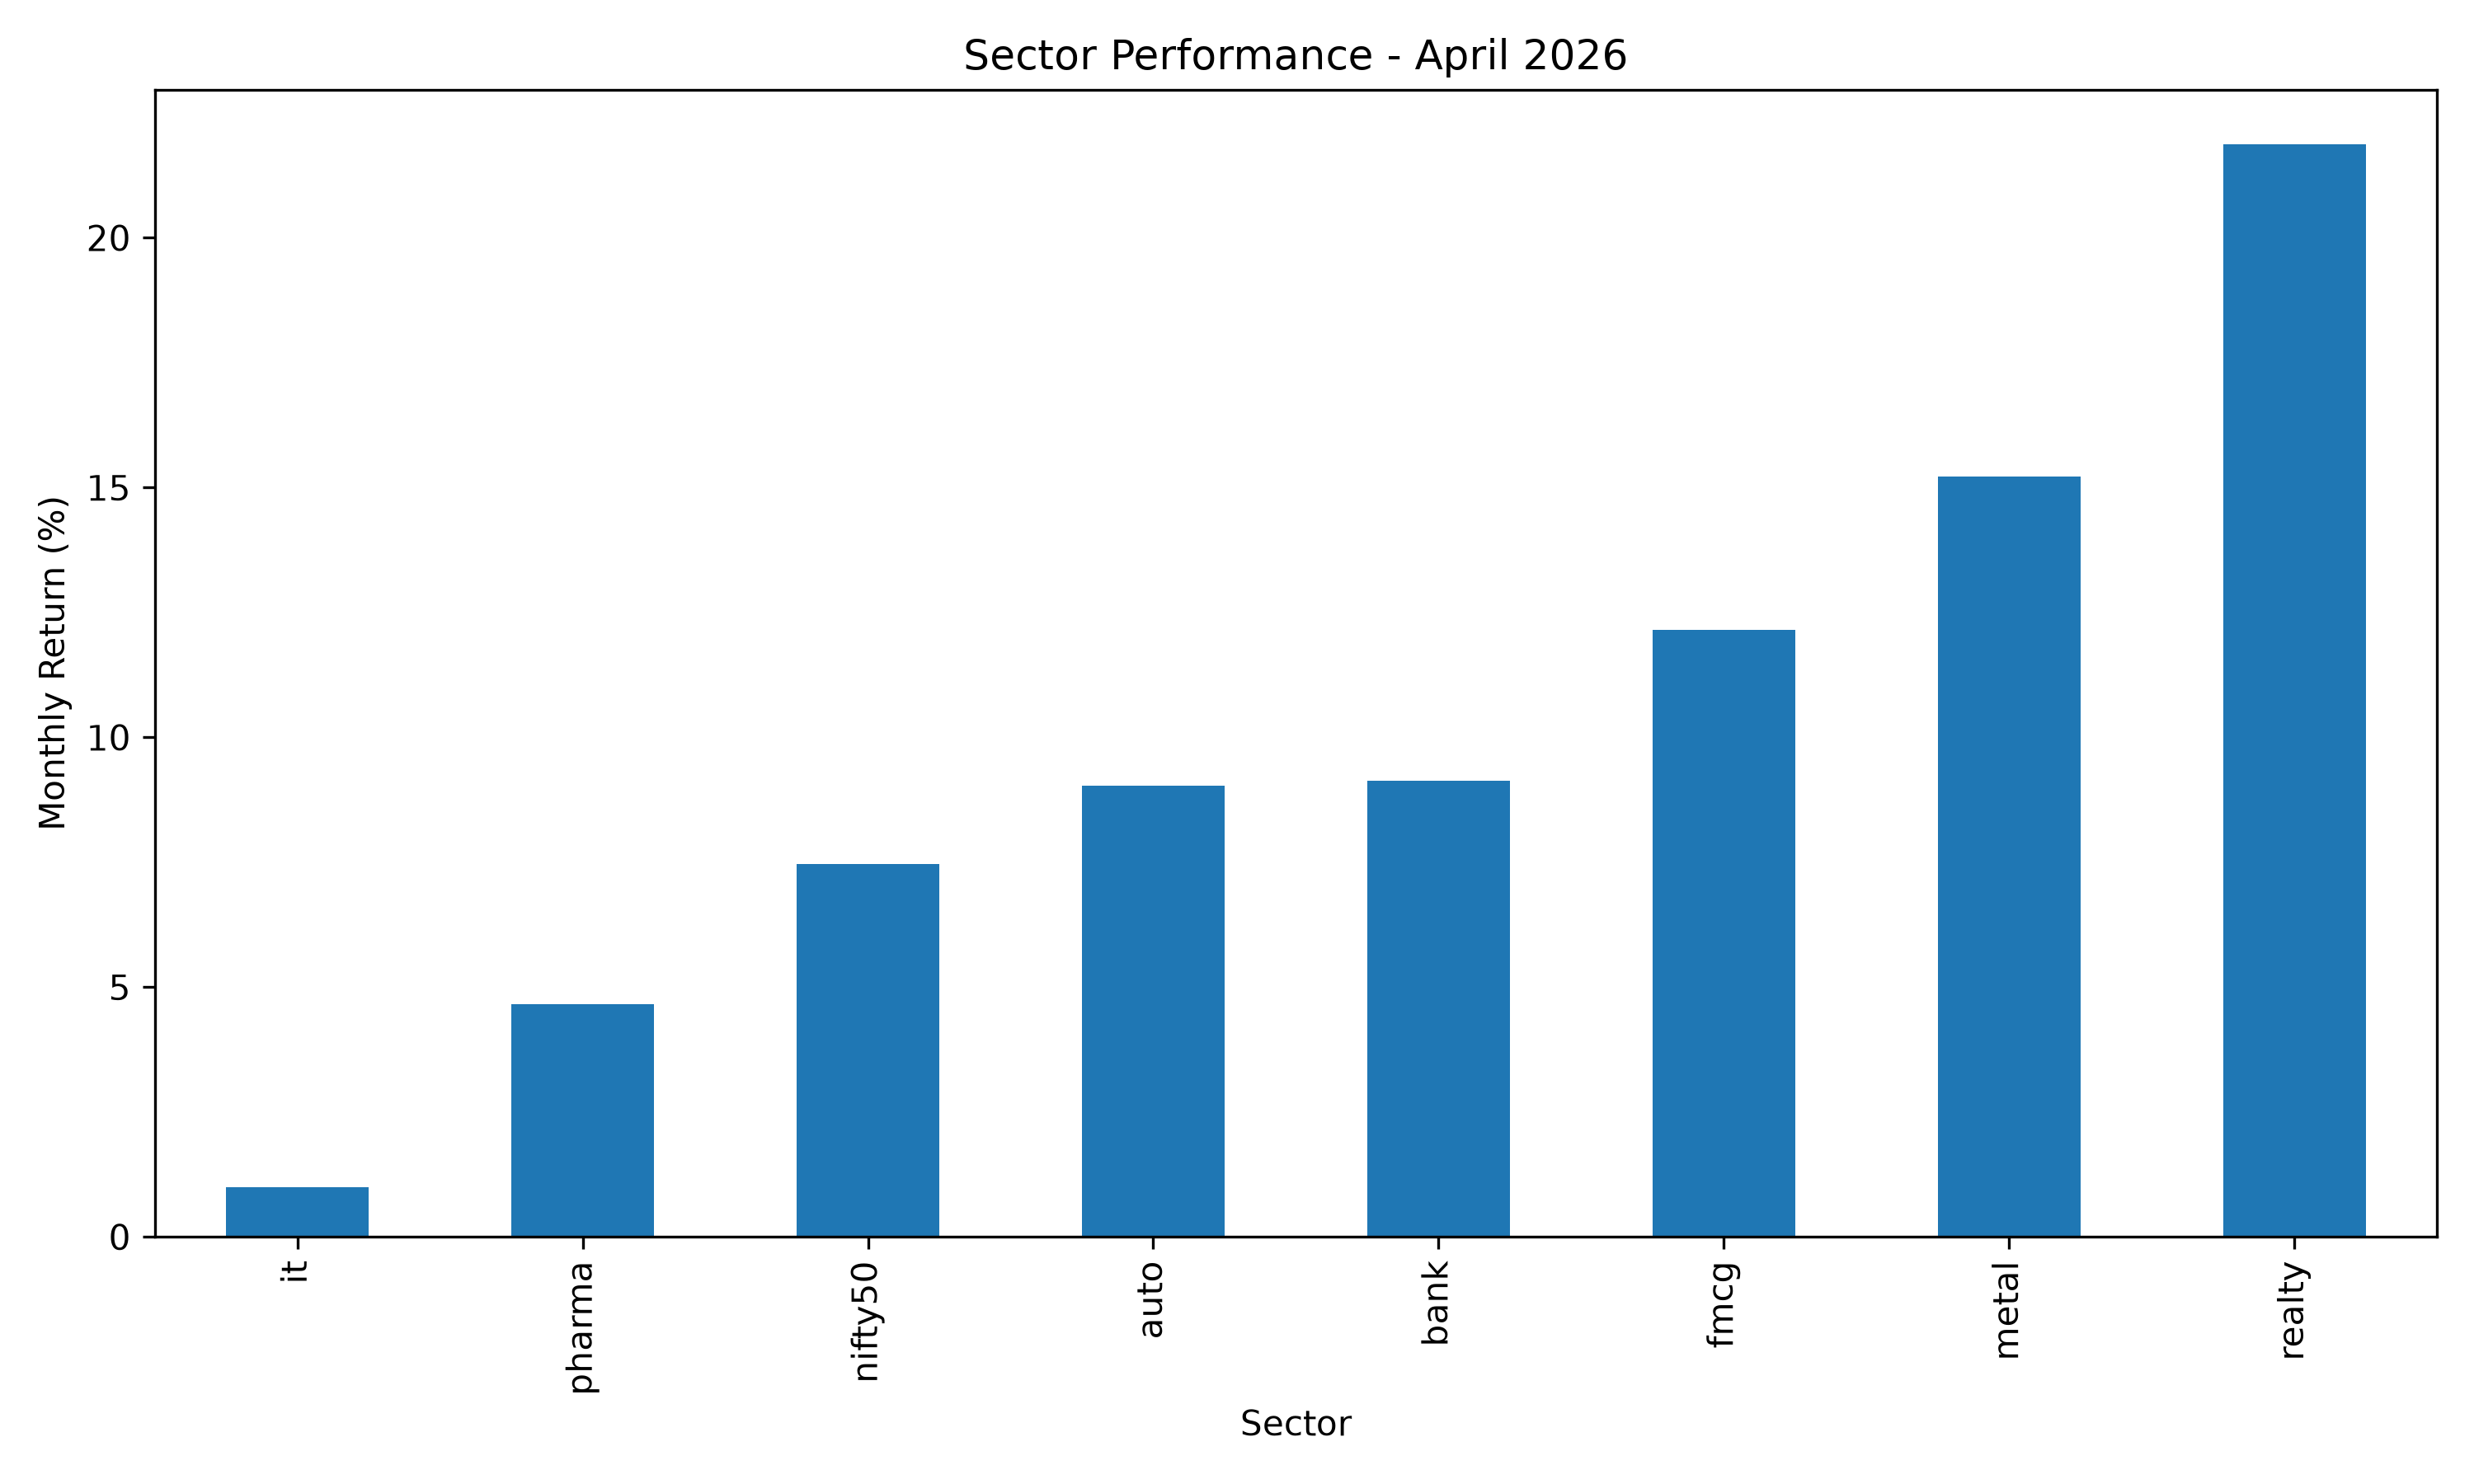 Sector Performance - April 2026
Monthly Return (%)
20
15
10
5
0
it
pharma
nifty50
auto
bank
fmcg
metal
realty
Sector